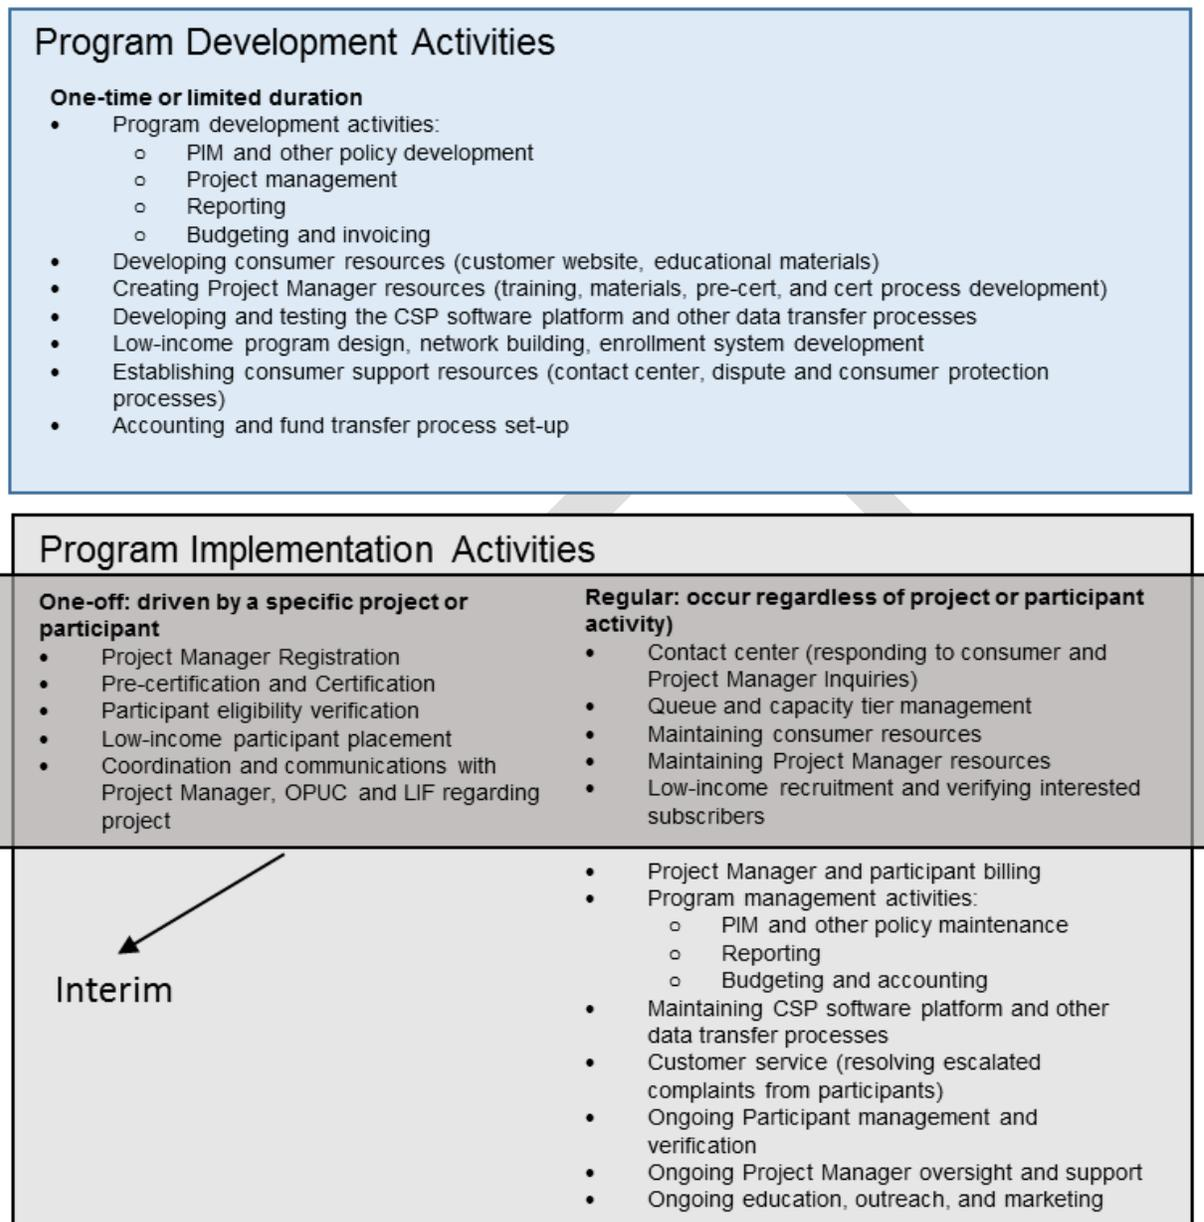 Program Development Activities
One-time or limited duration
• Program development activities:
o PIM and other policy development
o Project management
o Reporting
o Budgeting and invoicing
• Developing consumer resources (customer website, educational materials)
• Creating Project Manager resources (training, materials, pre-cert, and cert process development)
• Developing and testing the CSP software platform and other data transfer processes
• Low-income program design, network building, enrollment system development
• Establishing consumer support resources (contact center, dispute and consumer protection
processes)
• Accounting and fund transfer process set-up
Program Implementation Activities
One-off: driven by a specific project or
participant
• Project Manager Registration
• Pre-certification and Certification
• Participant eligibility verification
• Low-income participant placement
• Coordination and communications with
Project Manager, OPUC and LIF regarding
project
Interim
Regular: occur regardless of project or participant
activity)
• Contact center (responding to consumer and
Project Manager Inquiries)
• Queue and capacity tier management
• Maintaining consumer resources
• Maintaining Project Manager resources
• Low-income recruitment and verifying interested
subscribers
• Project Manager and participant billing
• Program management activities:
o PIM and other policy maintenance
o Reporting
o Budgeting and accounting
• Maintaining CSP software platform and other
data transfer processes
• Customer service (resolving escalated
complaints from participants)
• Ongoing Participant management and
verification
• Ongoing Project Manager oversight and support
• Ongoing education, outreach, and marketing